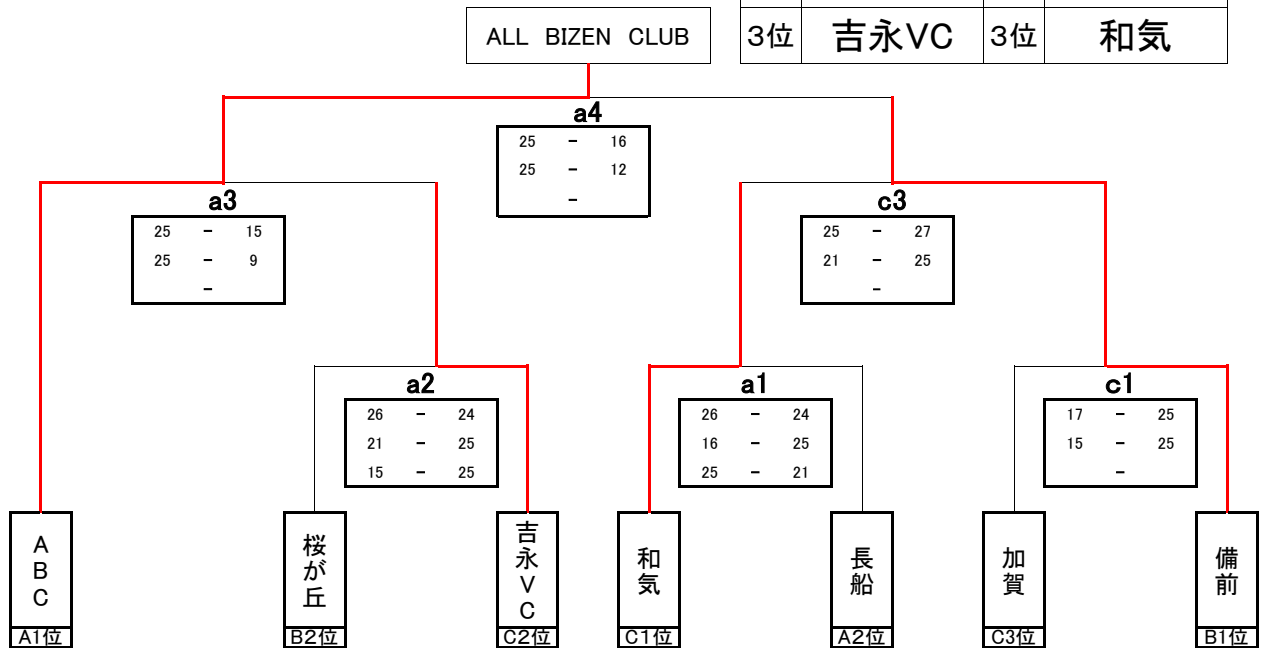 ALL BIZEN CLUB
3位 吉永VC 3位 和気
a4
25 - 16
25 - 12
-
a3
25 - 15
25 - 9
-
c3
25 - 27
21 - 25
-
a2
26 - 24
21 - 25
15 - 25
a1
26 - 24
16 - 25
25 - 21
c1
17 - 25
15 - 25
-
ABC
A1位
桜が丘
B2位
吉永VC
C2位
和気
C1位
長船
A2位
加賀
C3位
備前
B1位